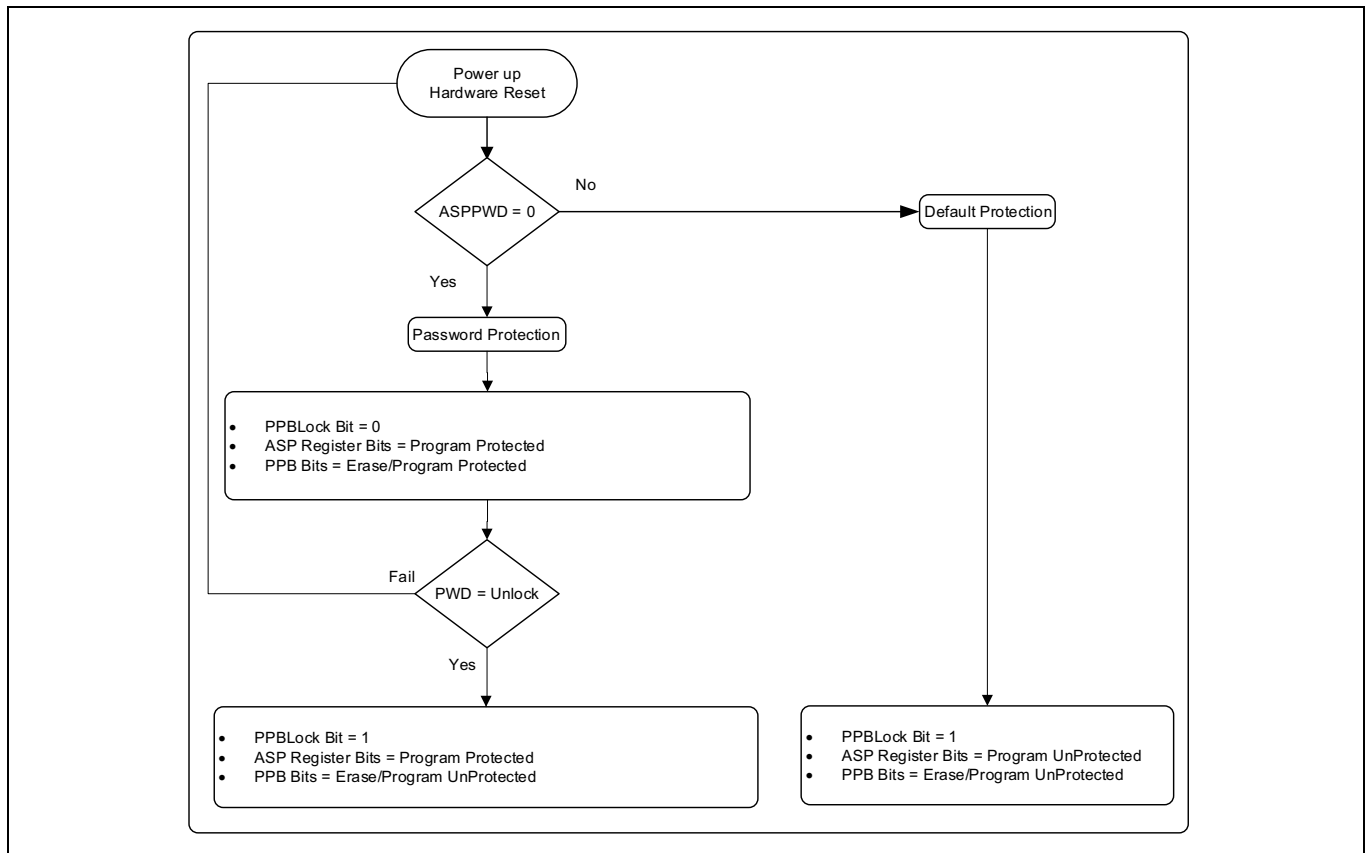 Power up
Hardware Reset
No
ASPPWD = 0
Default Protection
Yes
Password Protection
• PPBLock Bit = 0
• ASP Register Bits = Program Protected
• PPB Bits = Erase/Program Protected
Fail
PWD = Unlock
Yes
• PPBLock Bit = 1
• ASP Register Bits = Program Protected
• PPB Bits = Erase/Program UnProtected
• PPBLock Bit = 1
• ASP Register Bits = Program UnProtected
• PPB Bits = Erase/Program UnProtected